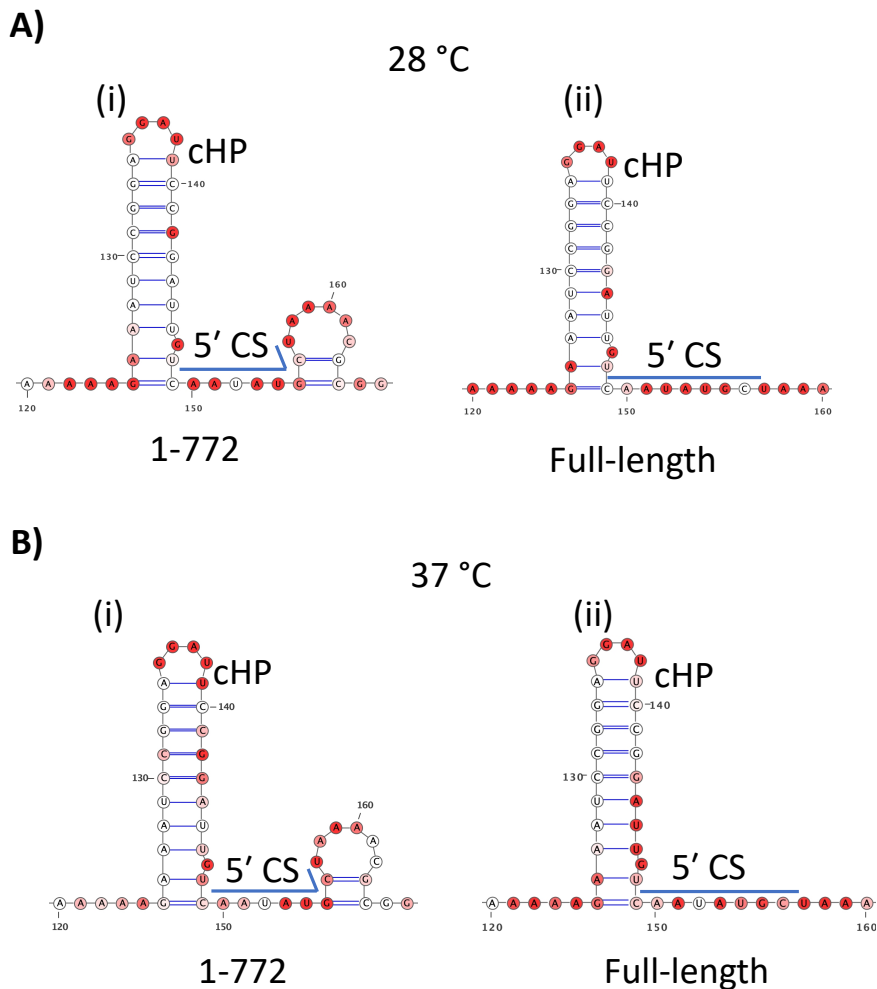 A)
28 °C
(i)
G A
G U
cHP
A U
G C 140
G C
C G
130 C G
U A
A U
A U
G
A U
5′ CS
160
A A
A A
U C
C G
A A A A A G C A A U A U G C G G
120 150
1-772
(ii)
G A
G U
cHP
A U
G C 140
G C
C G
130 C G
U A
A U
A U
G
A U
5′ CS
A A A A A G C A A U A U G C U A A A
120 150 160
Full-length
B)
37 °C
(i)
G A
G U
cHP
A U
G C 140
G C
C G
130 C G
U A
A U
A U
G
A U
5′ CS
160
A A
A A
U C
C G
A A A A A G C A A U A U G C G G
120 150
1-772
(ii)
G A
G U
cHP
A U
G C 140
G C
C G
130 C G
U A
A U
A U
G
A U
5′ CS
A A A A A G C A A U A U G C U A A A
120 150 160
Full-length